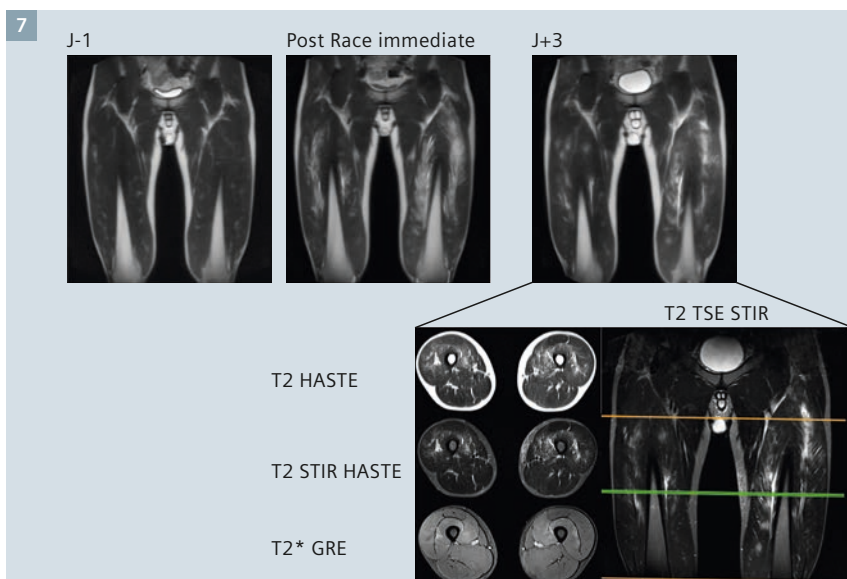 7
J-1
Post Race immediate
J+3
T2 TSE STIR
T2 HASTE
T2 STIR HASTE
T2* GRE